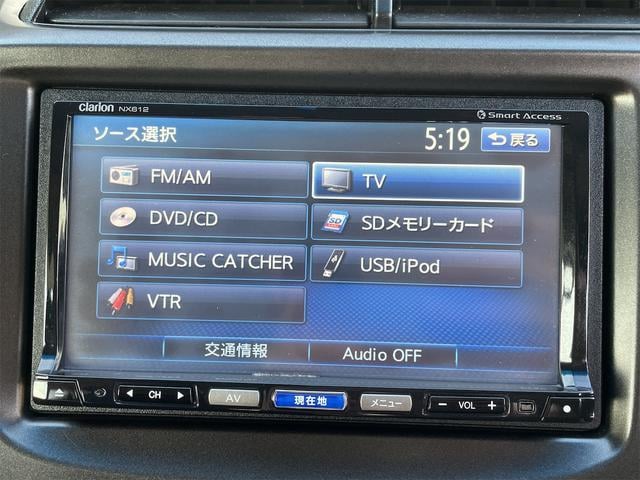 Clarion NX612
Smart Access
ソース選択
5:19
戻る
FM/AM
TV
DVD/CD
SD
SDメモリーカード
MUSIC CATCHER
USB/iPod
VTR
交通情報
Audio OFF
CH
AV
現在地
メニュー
− VOL +